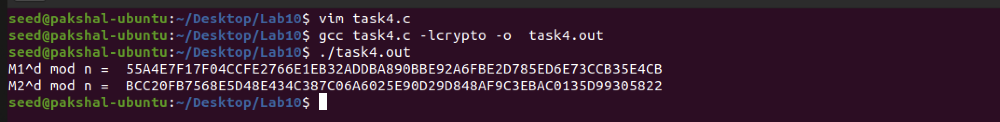 seed@pakshal-ubuntu:~/Desktop/Lab10$ vim task4.c
seed@pakshal-ubuntu:~/Desktop/Lab10$ gcc task4.c -lcrypto -o  task4.out
seed@pakshal-ubuntu:~/Desktop/Lab10$ ./task4.out
M1^d mod n =  55A4E7F17F04CCFE2766E1EB32ADDBA890BBE92A6FBE2D785ED6E73CCB35E4CB
M2^d mod n =  BCC20FB7568E5D48E434C387C06A6025E90D29D848AF9C3EBAC0135D99305822
seed@pakshal-ubuntu:~/Desktop/Lab10$